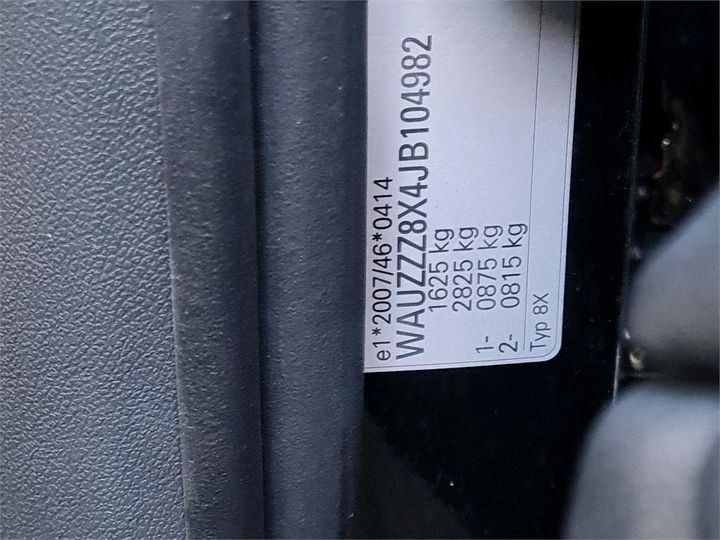 e1*2007/46*0414
WAUZZZ8X4JB104982
1625 kg
2825 kg
1- 0875 kg
2- 0815 kg
Typ 8X